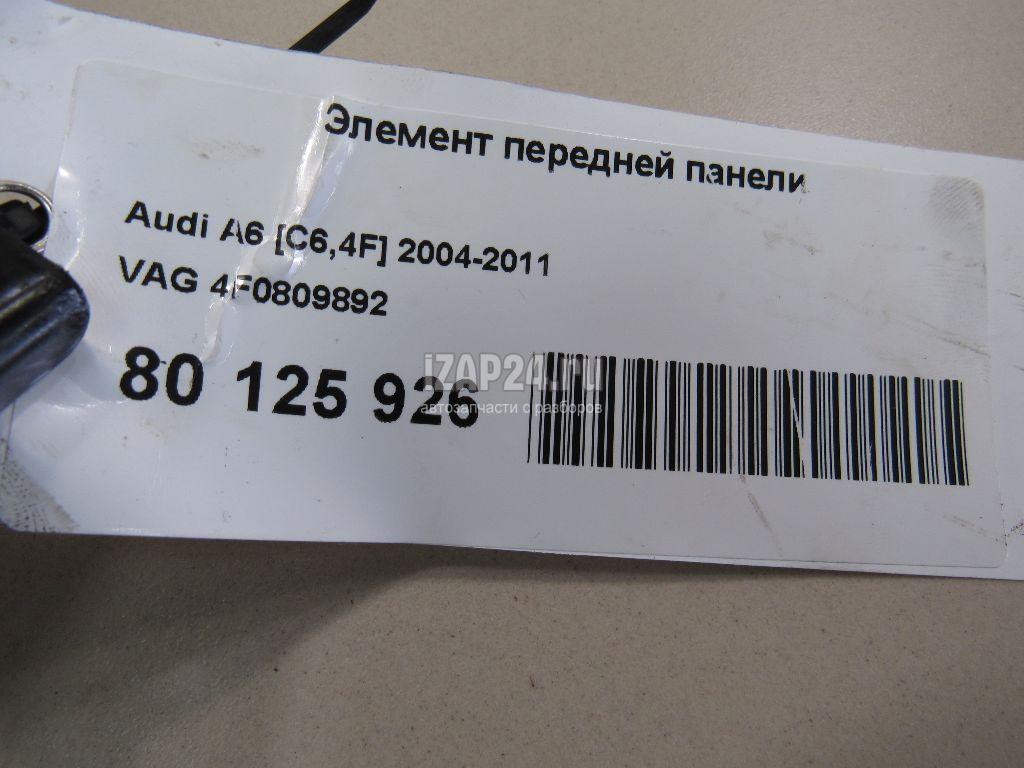 Элемент передней панели
Audi A6 [C6,4F] 2004-2011
VAG 4F0809892
80 125 926
iZAP24.ru
автозапчасти с разборов